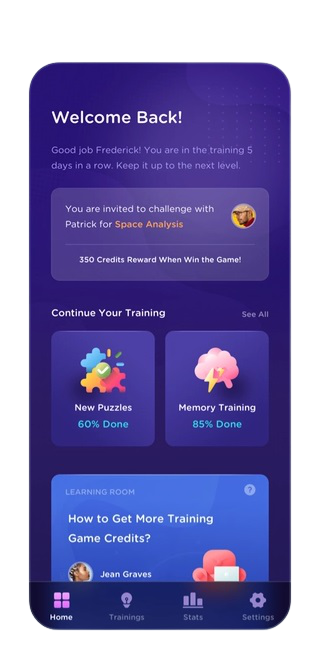 Welcome Back!
Good job Frederick! You are in the training 5
days in a row. Keep it up to the next level.
You are invited to challenge with
Patrick for Space Analysis
350 Credits Reward When Win the Game!
Continue Your Training
See All
New Puzzles
60% Done
Memory Training
85% Done
LEARNING ROOM
?
How to Get More Training
Game Credits?
Jean Graves
Home
Trainings
Stats
Settings